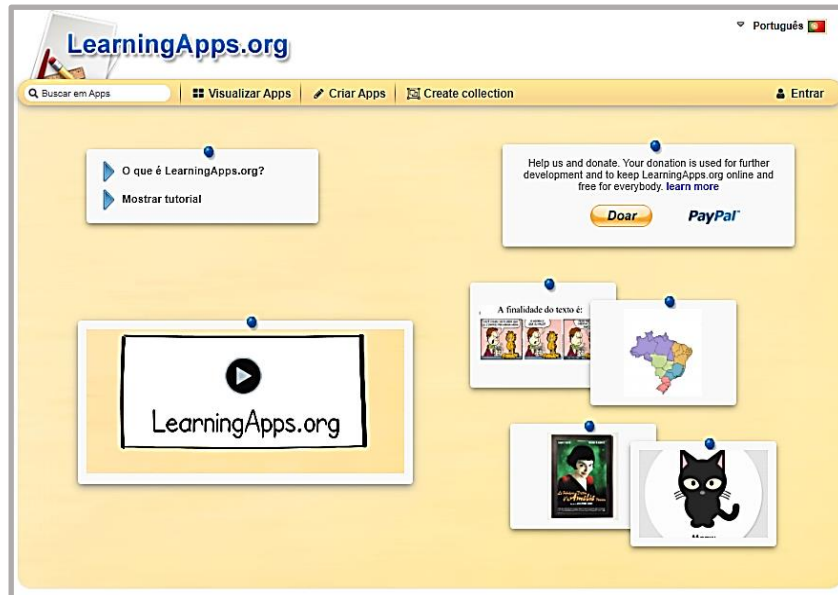 LearningApps.org
Português
Buscar em Apps
Visualizar Apps
Criar Apps
Create collection
Entrar
O que é LearningApps.org?
Mostrar tutorial
Help us and donate. Your donation is used for further
development and to keep LearningApps.org online and
free for everybody. learn more
Doar
PayPal
LearningApps.org
A finalidade do texto é: